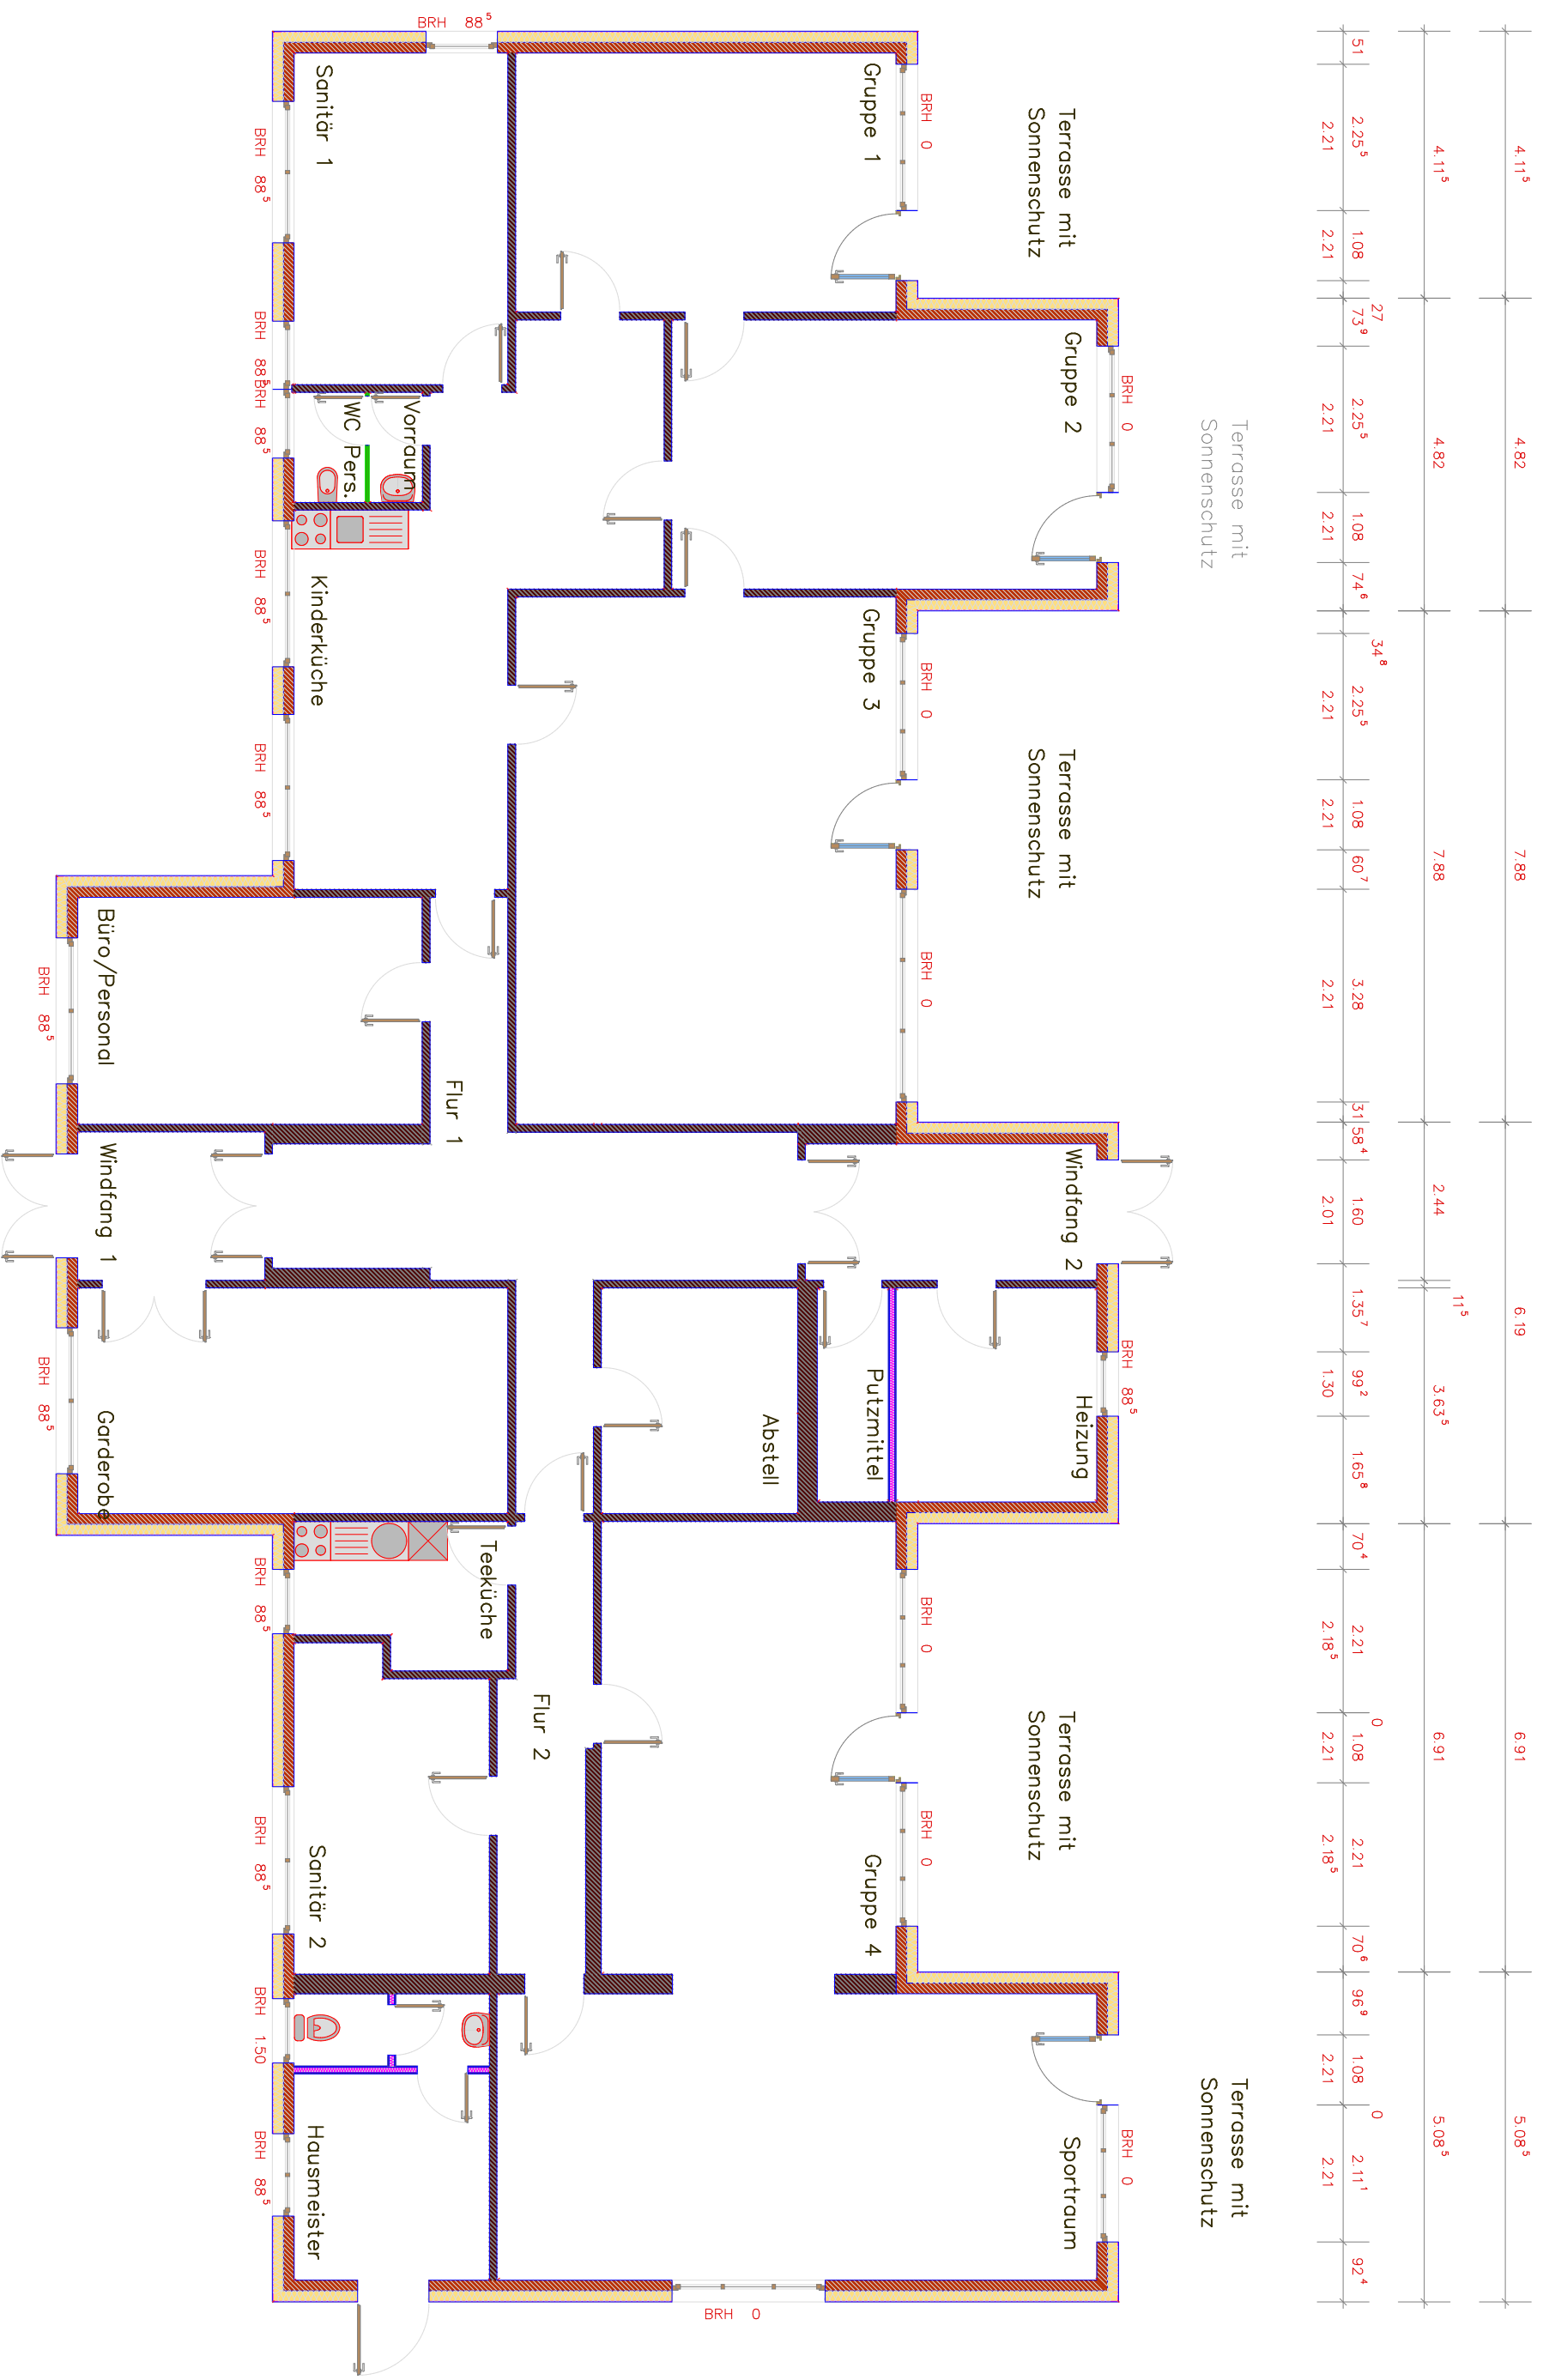 51
2.25⁵
2.21
1.08
2.21
27
73⁹
2.25⁵
2.21
1.08
2.21
74⁶
34⁸
2.25⁵
2.21
1.08
2.21
60⁷
3.28
2.21
31
58⁴
1.60
2.01
1.35⁷
99²
1.30
1.65⁸
70⁴
2.21
2.18⁵
0
1.08
2.21
2.21
2.18⁵
70⁶
96⁹
1.08
2.21
0
2.11¹
2.21
92⁴
4.11⁵
4.82
7.88
2.44
11⁵
3.63⁵
6.91
5.08⁵
4.11⁵
4.82
7.88
6.19
6.91
5.08⁵
Terrasse mit
Sonnenschutz
Terrasse mit
Sonnenschutz
Terrasse mit
Sonnenschutz
Terrasse mit
Sonnenschutz
Terrasse mit
Sonnenschutz
BRH 0
BRH 0
BRH 0
BRH 0
BRH 88⁵
BRH 0
BRH 0
BRH 0
BRH 0
Gruppe 1
Gruppe 2
Gruppe 3
Windfang 2
Heizung
Putzmittel
Abstell
Gruppe 4
Sportraum
Flur 1
Flur 2
BRH 88⁵
Sanitär 1
Vorraum
WC Pers.
Kinderküche
Büro/Personal
Windfang 1
Garderobe
Teeküche
Sanitär 2
Hausmeister
BRH 88⁵
BRH 88⁵
BRH 88⁵
BRH 88⁵
BRH 88⁵
BRH 88⁵
BRH 88⁵
BRH 88⁵
BRH 88⁵
BRH 1.50
BRH 88⁵